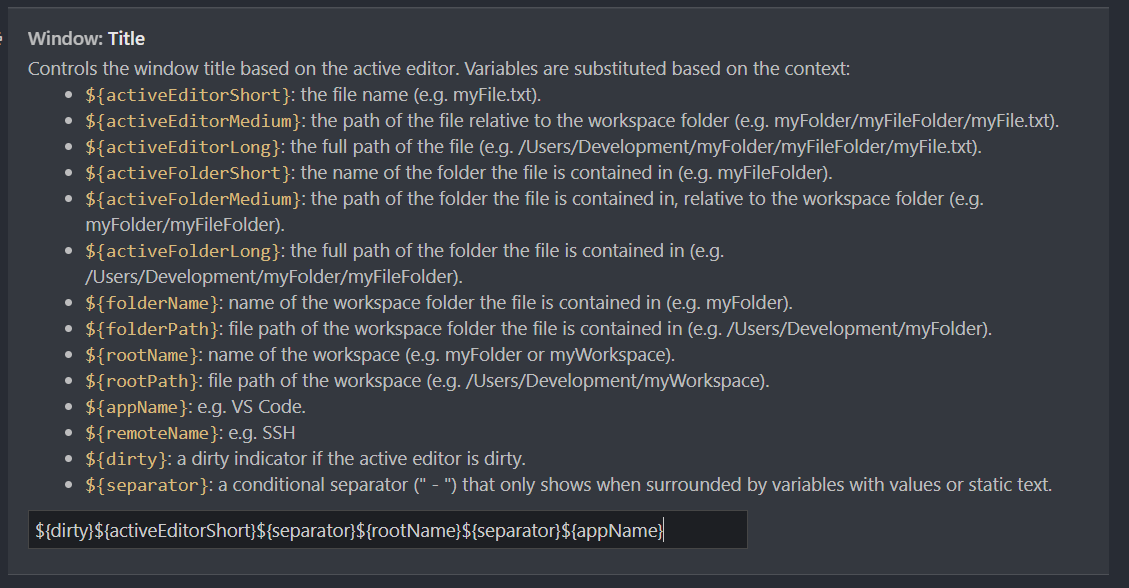 Window: Title
Controls the window title based on the active editor. Variables are substituted based on the context:
• ${activeEditorShort}: the file name (e.g. myFile.txt).
• ${activeEditorMedium}: the path of the file relative to the workspace folder (e.g. myFolder/myFileFolder/myFile.txt).
• ${activeEditorLong}: the full path of the file (e.g. /Users/Development/myFolder/myFileFolder/myFile.txt).
• ${activeFolderShort}: the name of the folder the file is contained in (e.g. myFileFolder).
• ${activeFolderMedium}: the path of the folder the file is contained in, relative to the workspace folder (e.g.
myFolder/myFileFolder).
• ${activeFolderLong}: the full path of the folder the file is contained in (e.g.
/Users/Development/myFolder/myFileFolder).
• ${folderName}: name of the workspace folder the file is contained in (e.g. myFolder).
• ${folderPath}: file path of the workspace folder the file is contained in (e.g. /Users/Development/myFolder).
• ${rootName}: name of the workspace (e.g. myFolder or myWorkspace).
• ${rootPath}: file path of the workspace (e.g. /Users/Development/myWorkspace).
• ${appName}: e.g. VS Code.
• ${remoteName}: e.g. SSH
• ${dirty}: a dirty indicator if the active editor is dirty.
• ${separator}: a conditional separator (" - ") that only shows when surrounded by variables with values or static text.
${dirty}${activeEditorShort}${separator}${rootName}${separator}${appName}